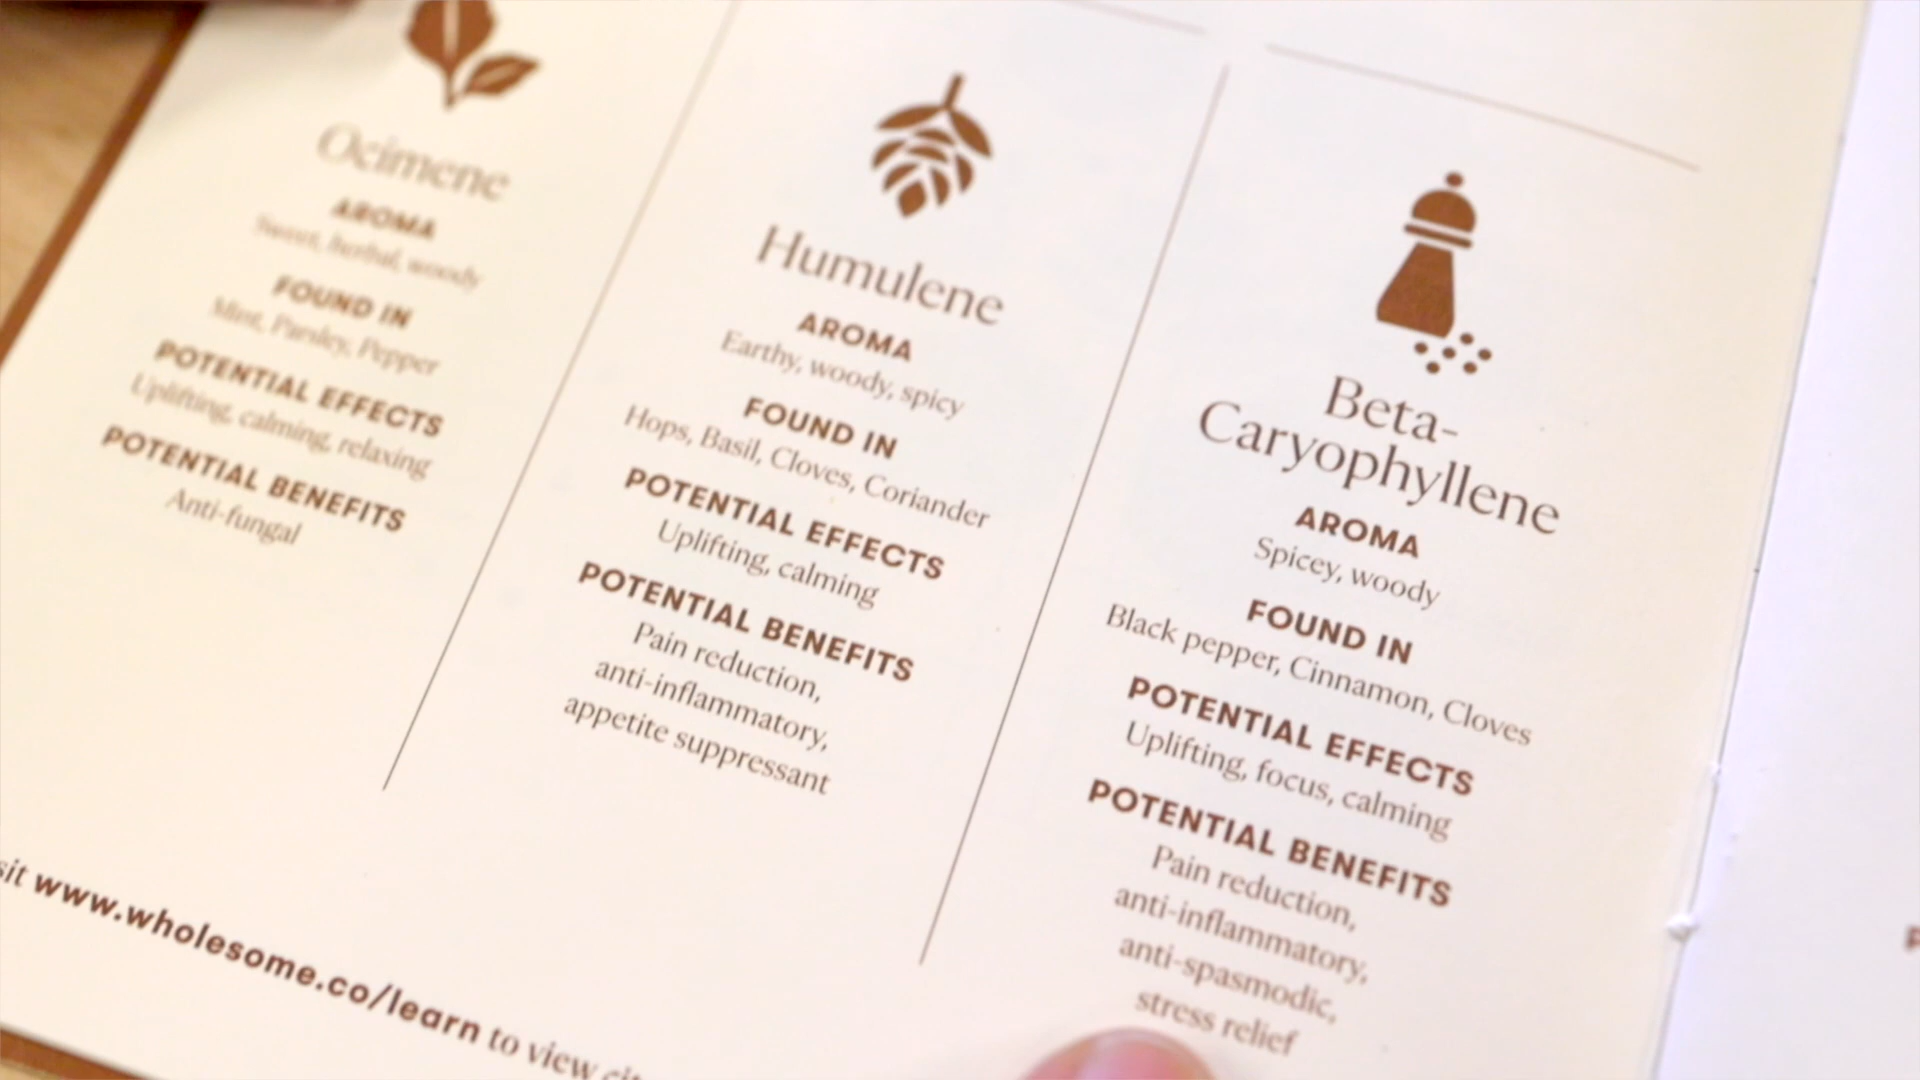 Ocimene
AROMA
Sweet, herbal, woody
FOUND IN
Mint, Parsley, Pepper
POTENTIAL EFFECTS
Uplifting, calming, relaxing
POTENTIAL BENEFITS
Anti-fungal
Humulene
AROMA
Earthy, woody, spicy
FOUND IN
Hops, Basil, Cloves, Coriander
POTENTIAL EFFECTS
Uplifting, calming
POTENTIAL BENEFITS
Pain reduction,
anti-inflammatory,
appetite suppressant
Beta-
Caryophyllene
AROMA
Spicey, woody
FOUND IN
Black pepper, Cinnamon, Cloves
POTENTIAL EFFECTS
Uplifting, focus, calming
POTENTIAL BENEFITS
Pain reduction,
anti-inflammatory,
anti-spasmodic,
stress relief
www.wholesome.co/learn to view